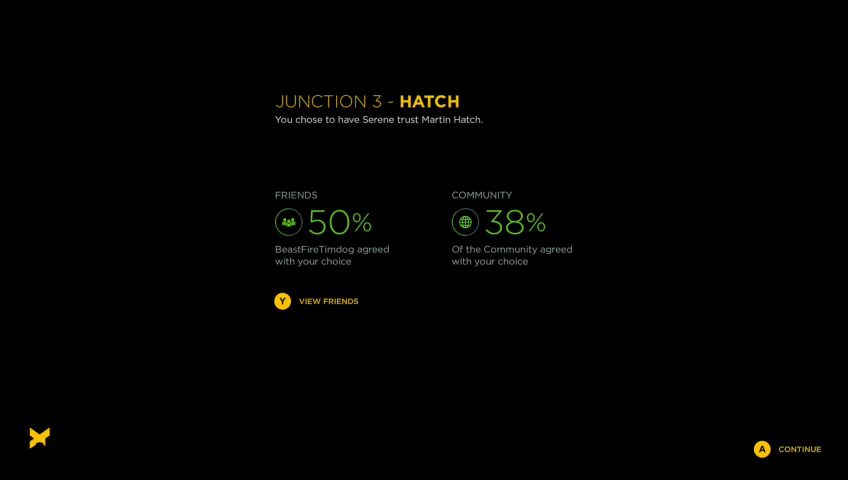 JUNCTION 3 - HATCH
You chose to have Serene trust Martin Hatch.
FRIENDS
50%
BeastFireTimdog agreed
with your choice
COMMUNITY
38%
Of the Community agreed
with your choice
Y VIEW FRIENDS
A CONTINUE